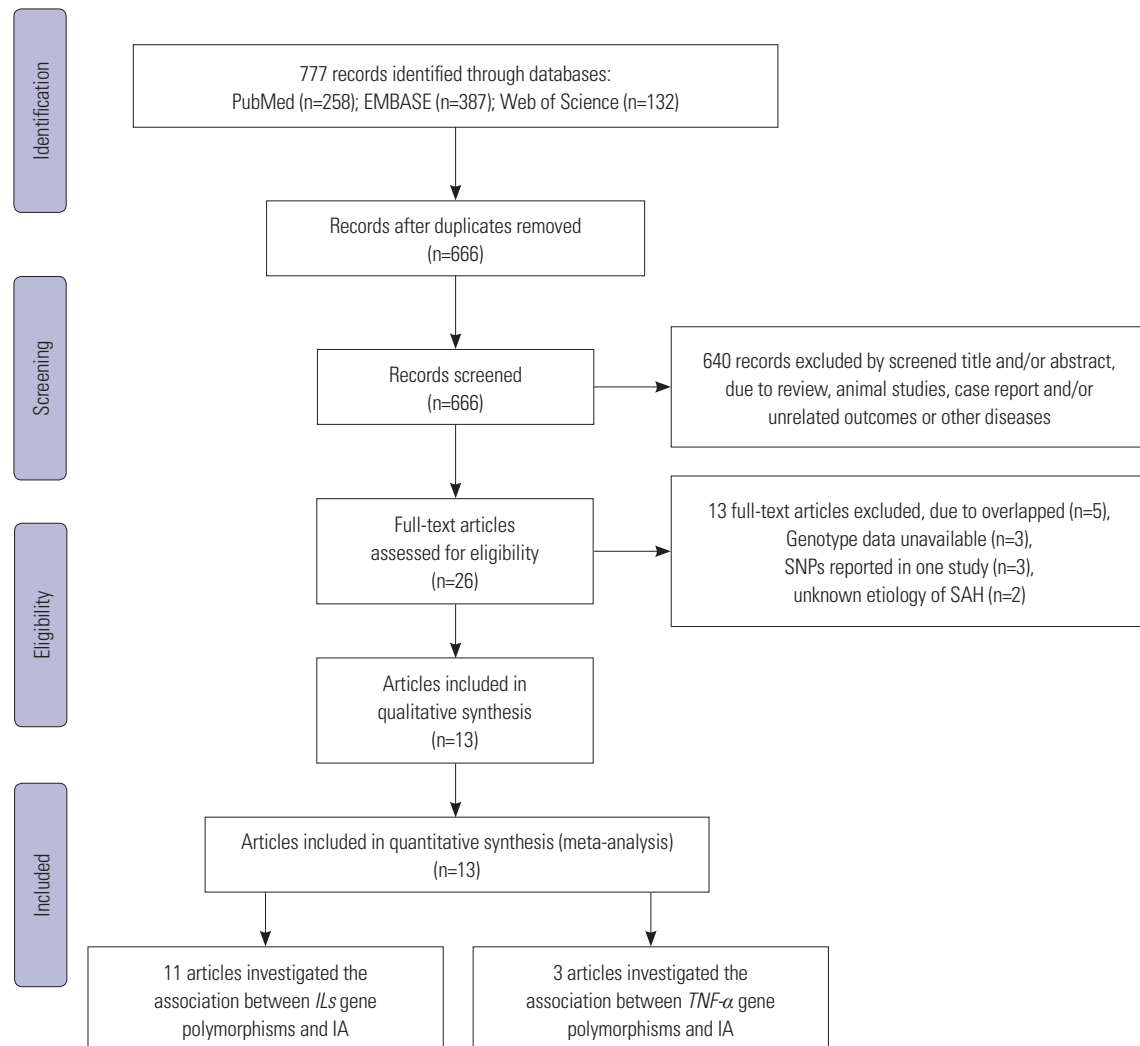 Identification
777 records identified through databases:
PubMed (n=258); EMBASE (n=387); Web of Science (n=132)
Records after duplicates removed
(n=666)
Screening
Records screened
(n=666)
640 records excluded by screened title and/or abstract,
due to review, animal studies, case report and/or
unrelated outcomes or other diseases
Eligibility
Full-text articles
assessed for eligibility
(n=26)
13 full-text articles excluded, due to overlapped (n=5),
Genotype data unavailable (n=3),
SNPs reported in one study (n=3),
unknown etiology of SAH (n=2)
Articles included in
qualitative synthesis
(n=13)
Included
Articles included in quantitative synthesis (meta-analysis)
(n=13)
11 articles investigated the
association between ILs gene
polymorphisms and IA
3 articles investigated the
association between TNF-α gene
polymorphisms and IA